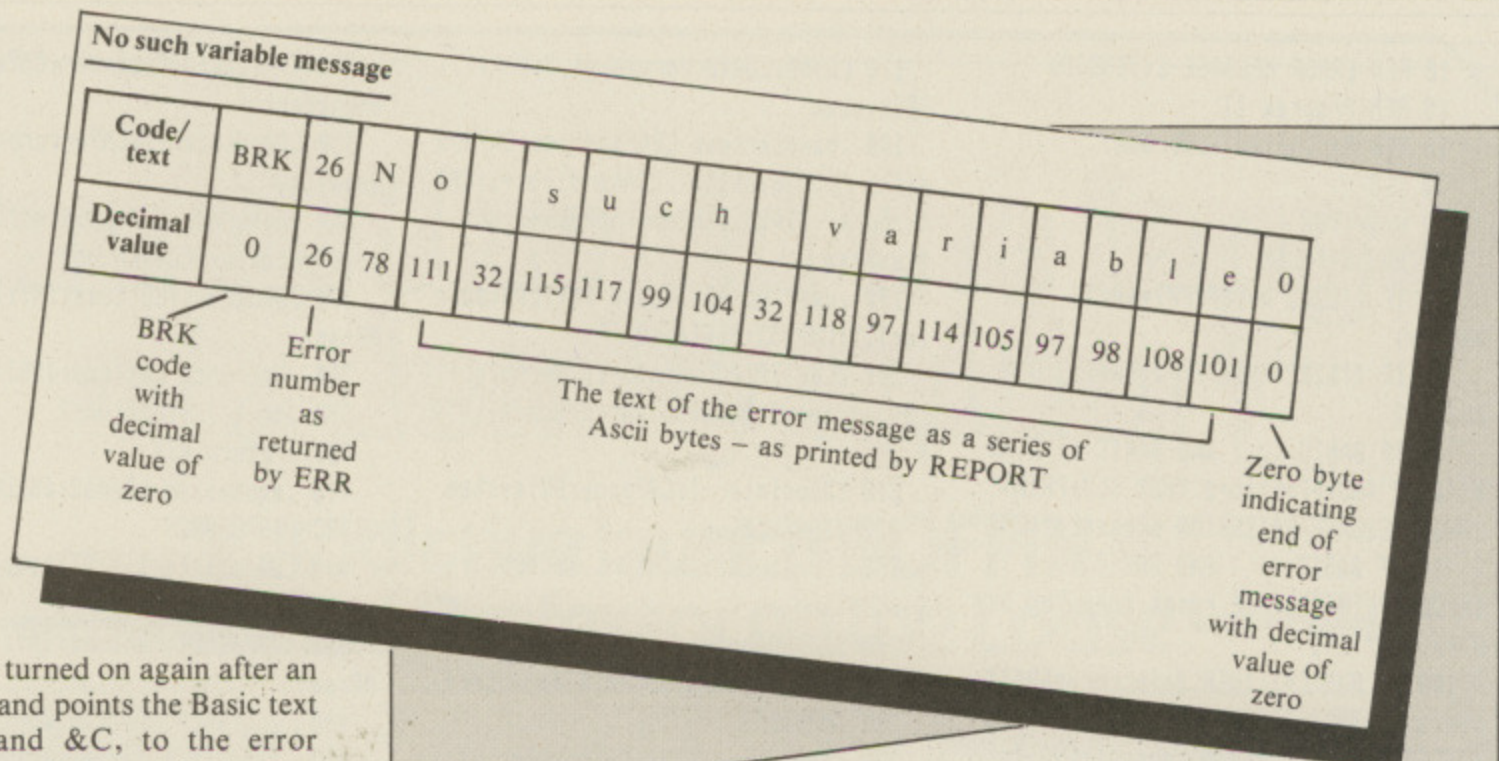 No such variable message
Code/
text
BRK 26 N o s u c h v a r i a b l e 0
Decimal
value
0 26 78 111 32 115 117 99 104 32 118 97 114 105 97 98 108 101 0
BRK
code
with
decimal
value of
zero
Error
number
as
returned
by ERR
The text of the error message as a series of
Ascii bytes – as printed by REPORT
Zero byte
indicating
end of
error
message
with decimal
value of
zero
turned on again after an
and points the Basic text
and &C, to the error